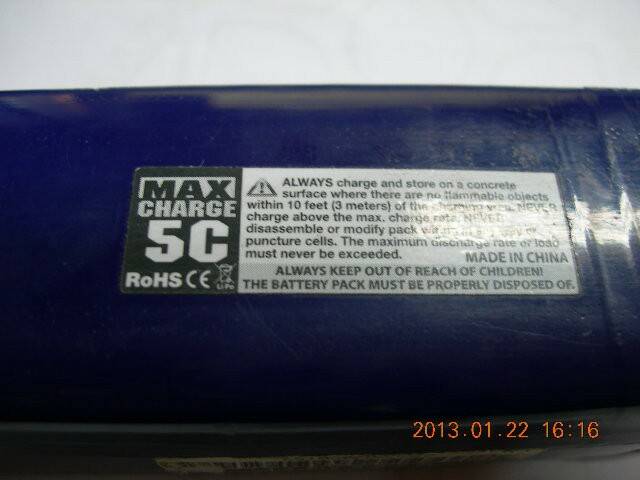 MAX
CHARGE
5C
RoHS CE
ALWAYS charge and store on a concrete
surface where there are no flammable objects
within 10 feet (3 meters) of the NEVER
charge above the max. charge rate. NEVER
disassemble or modify pack
puncture cells. The maximum discharge rate or load
must never be exceeded.
MADE IN CHINA
ALWAYS KEEP OUT OF REACH OF CHILDREN!
THE BATTERY PACK MUST BE PROPERLY DISPOSED OF.
2013.01.22 16:16